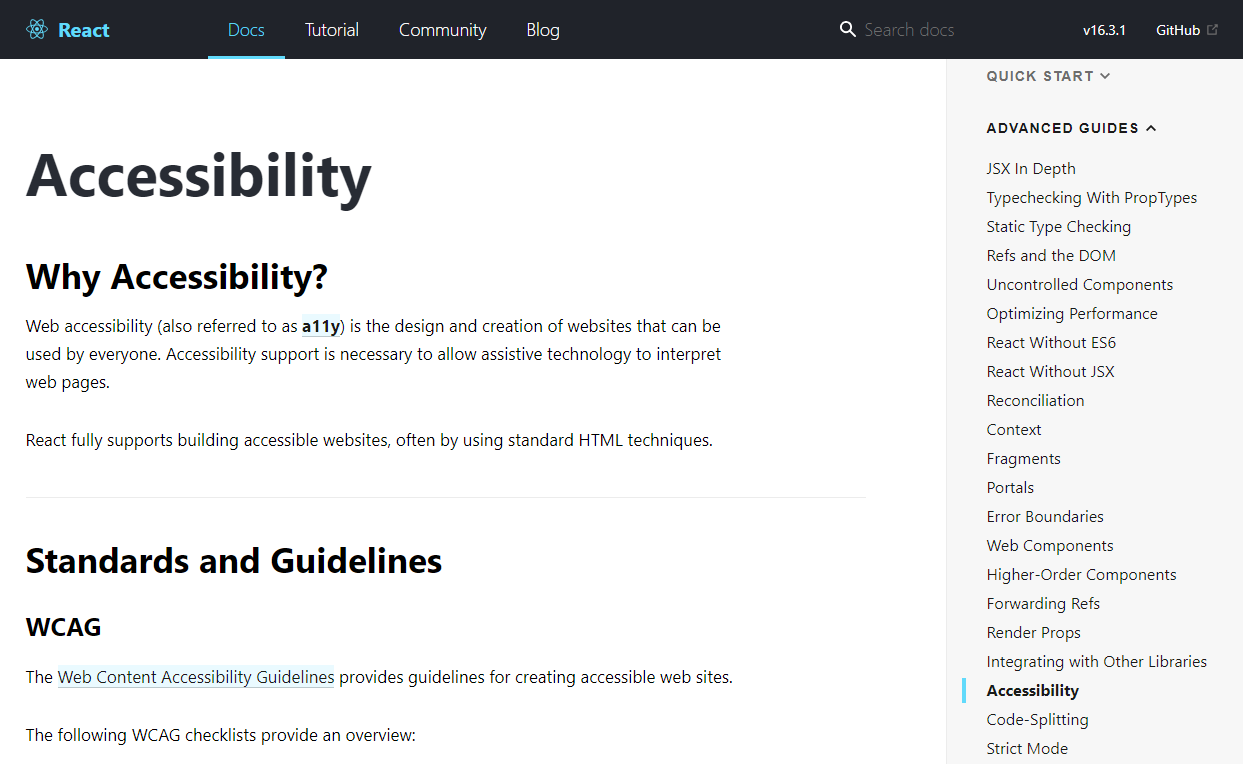 React
Docs
Tutorial
Community
Blog
Search docs
v16.3.1
GitHub
Accessibility
Why Accessibility?
Web accessibility (also referred to as a11y) is the design and creation of websites that can be
used by everyone. Accessibility support is necessary to allow assistive technology to interpret
web pages.
React fully supports building accessible websites, often by using standard HTML techniques.
Standards and Guidelines
WCAG
The Web Content Accessibility Guidelines provides guidelines for creating accessible web sites.
The following WCAG checklists provide an overview:
QUICK START
ADVANCED GUIDES
JSX In Depth
Typechecking With PropTypes
Static Type Checking
Refs and the DOM
Uncontrolled Components
Optimizing Performance
React Without ES6
React Without JSX
Reconciliation
Context
Fragments
Portals
Error Boundaries
Web Components
Higher-Order Components
Forwarding Refs
Render Props
Integrating with Other Libraries
Accessibility
Code-Splitting
Strict Mode